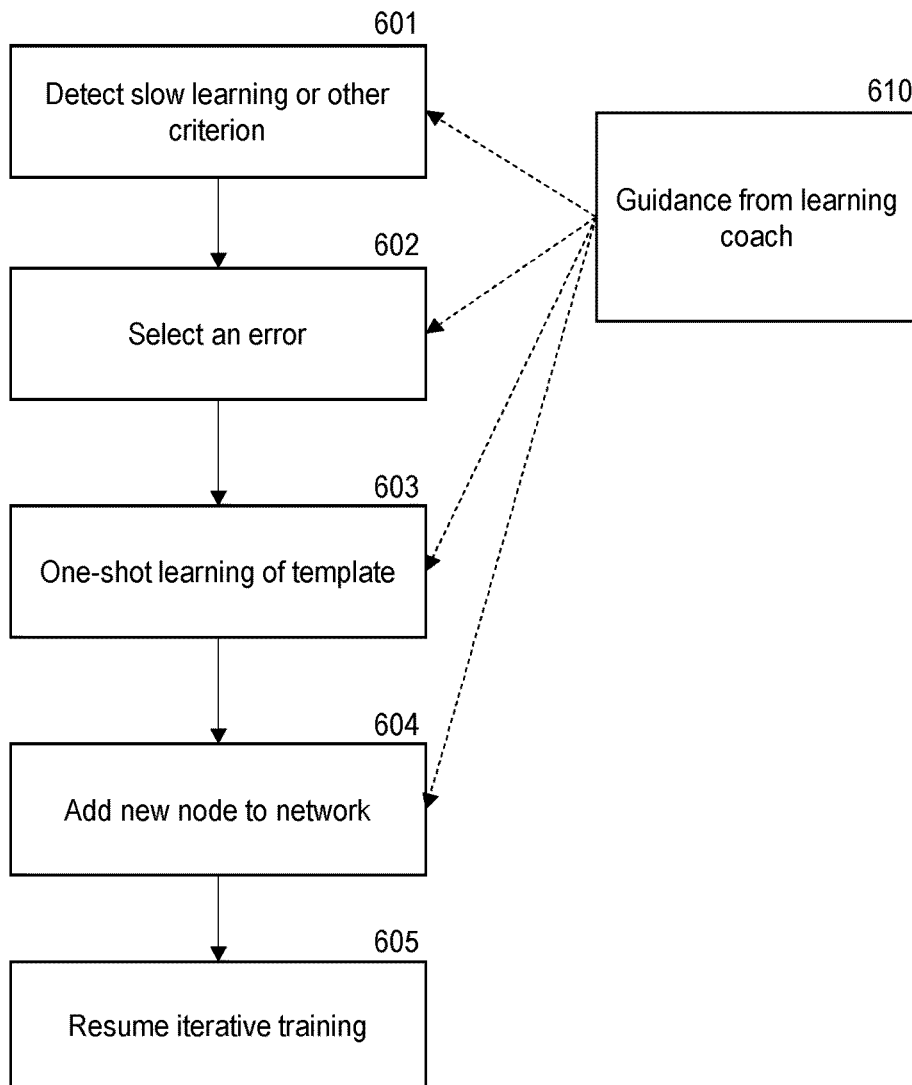 601
Detect slow learning or other
criterion
610
Guidance from learning
coach
602
Select an error
603
One-shot learning of template
604
Add new node to network
605
Resume iterative training